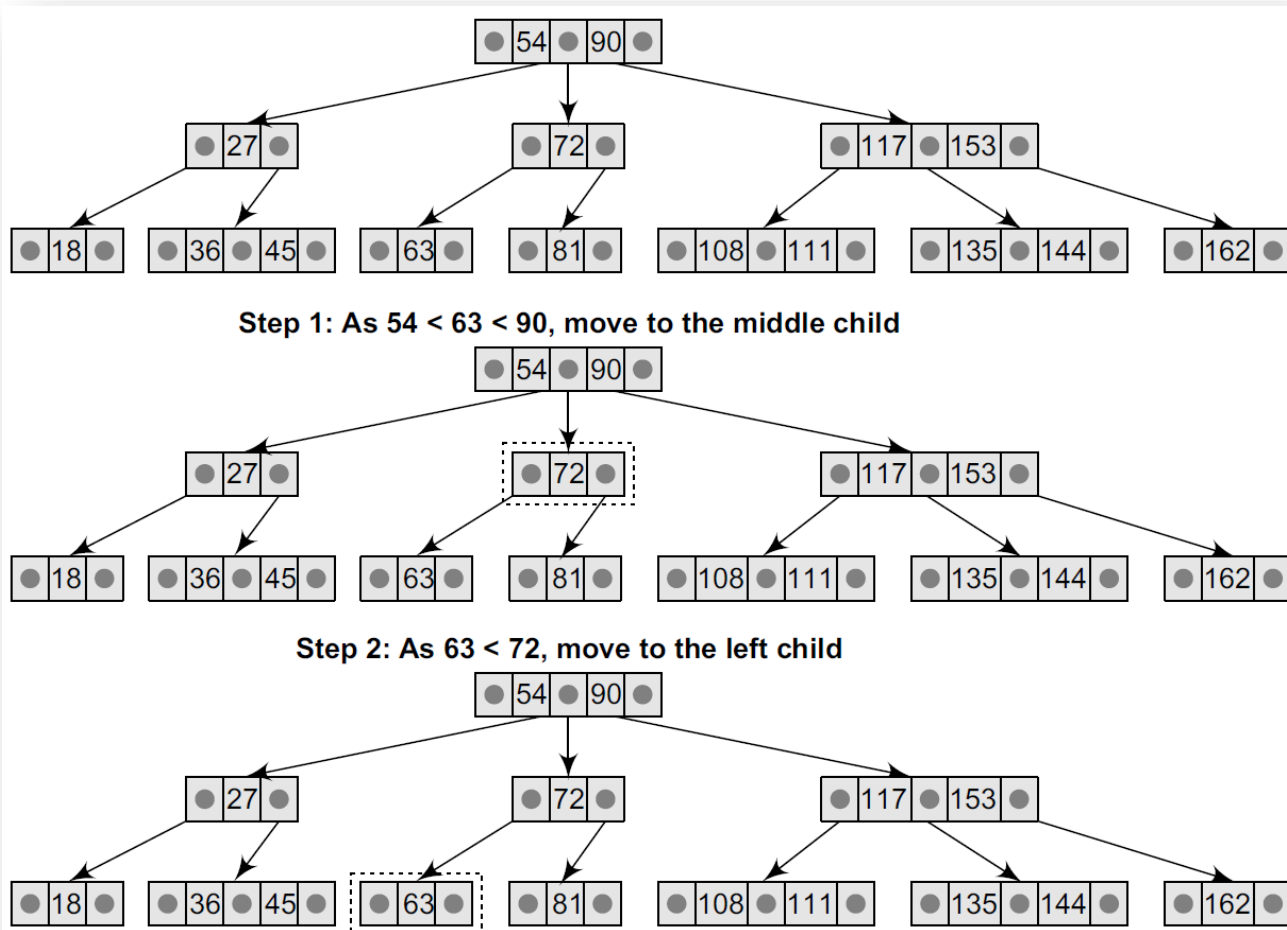 54 90
27 72 117 153
18 36 45 63 81 108 111 135 144 162
Step 1: As 54 < 63 < 90, move to the middle child
54 90
27 72 117 153
18 36 45 63 81 108 111 135 144 162
Step 2: As 63 < 72, move to the left child
54 90
27 72 117 153
18 36 45 63 81 108 111 135 144 162